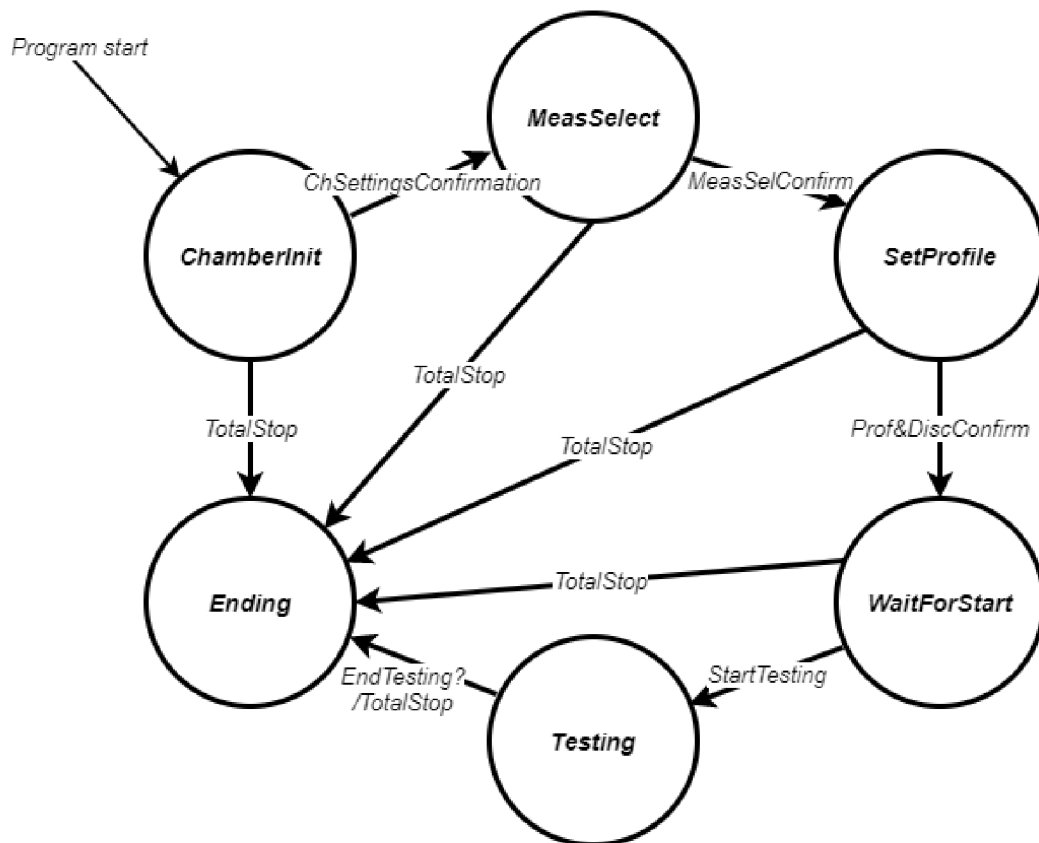 Program start
MeasSelect
ChSettingsConfirmation
MeasSelConfirm
ChamberInit
SetProfile
TotalStop
TotalStop
Prof&DiscConfirm
TotalStop
TotalStop
Ending
WaitForStart
EndTesting?
/TotalStop
StartTesting
Testing